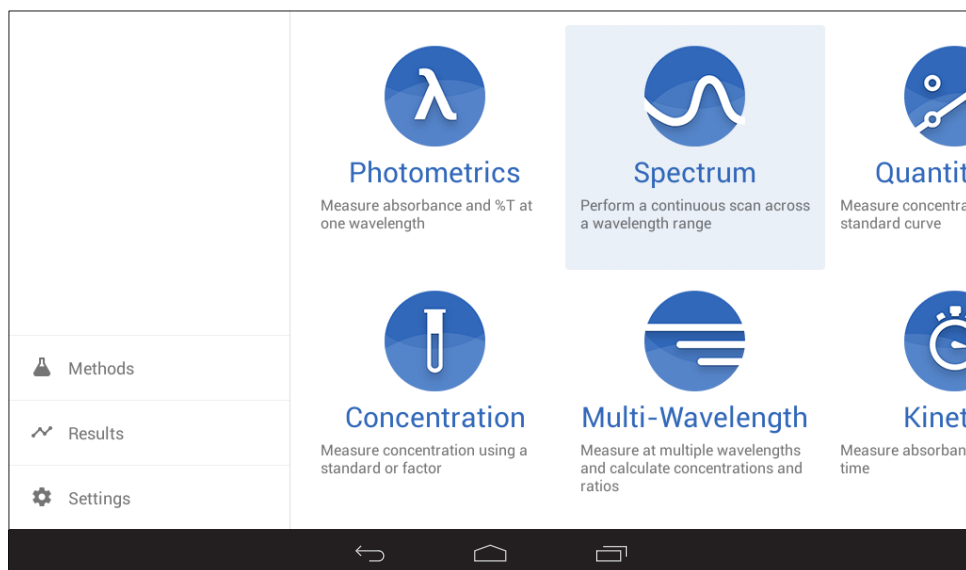 λ
Photometrics
Measure absorbance and %T at
one wavelength
Spectrum
Perform a continuous scan across
a wavelength range
Measure
standard curve
Concentration
Measure concentration using a
standard or factor
Multi-Wavelength
Measure at multiple wavelengths
and calculate concentrations and
ratios
Measure
time
Methods
Results
Settings